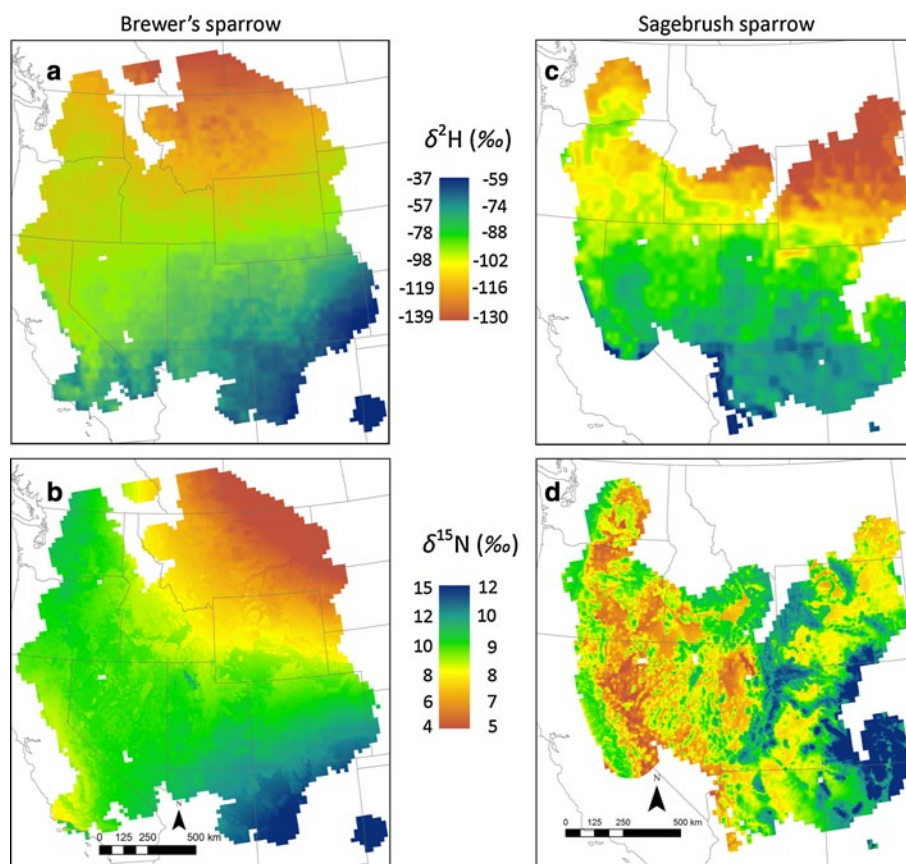 Brewer's sparrow
Sagebrush sparrow
a
c
δ²H (‰)
-37 -59
-78 -74
-78 -88
-98 -102
-119 -116
-139 -130
b
d
δ¹⁵N (‰)
15 12
12 10
10 9
8 8
6 7
4 5
N
0 125 250 500 km
N
0 125 250 500 km